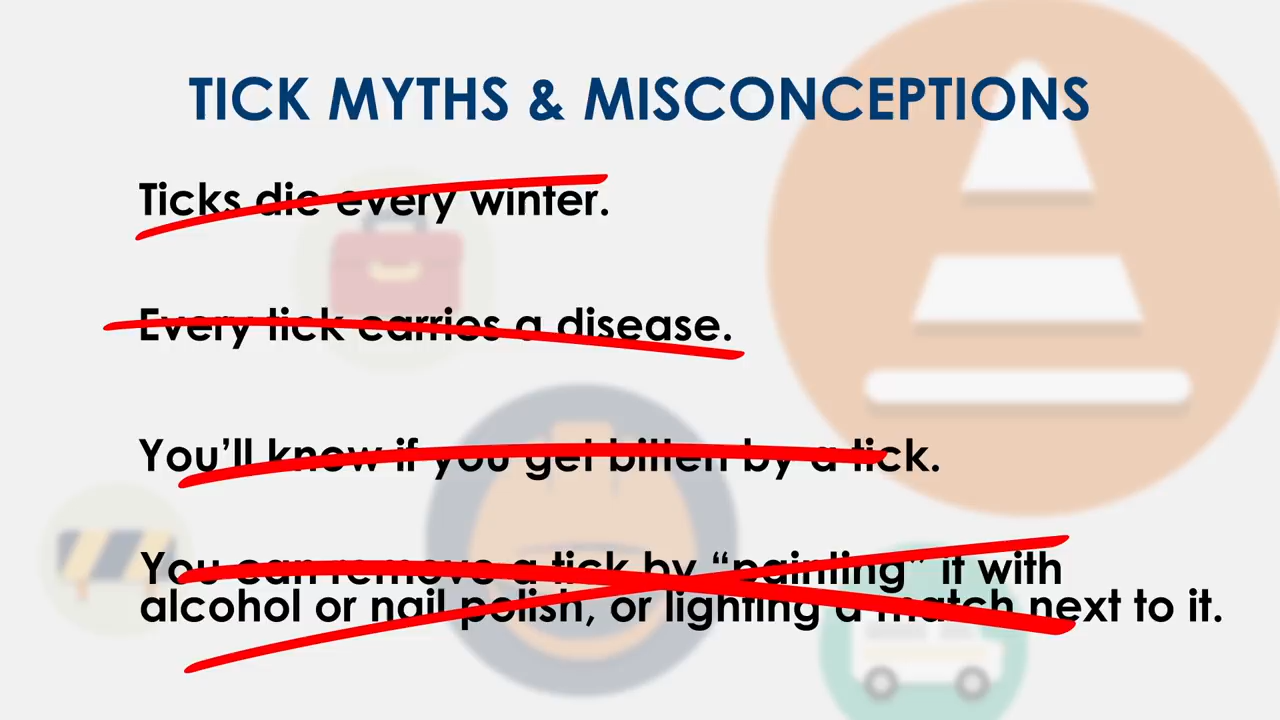 TICK MYTHS & MISCONCEPTIONS
Ticks die every winter.
Every tick carries a disease.
You’ll know if you get bitten by a tick.
You can remove a tick by “painting” it with
alcohol or nail polish, or lighting a match next to it.